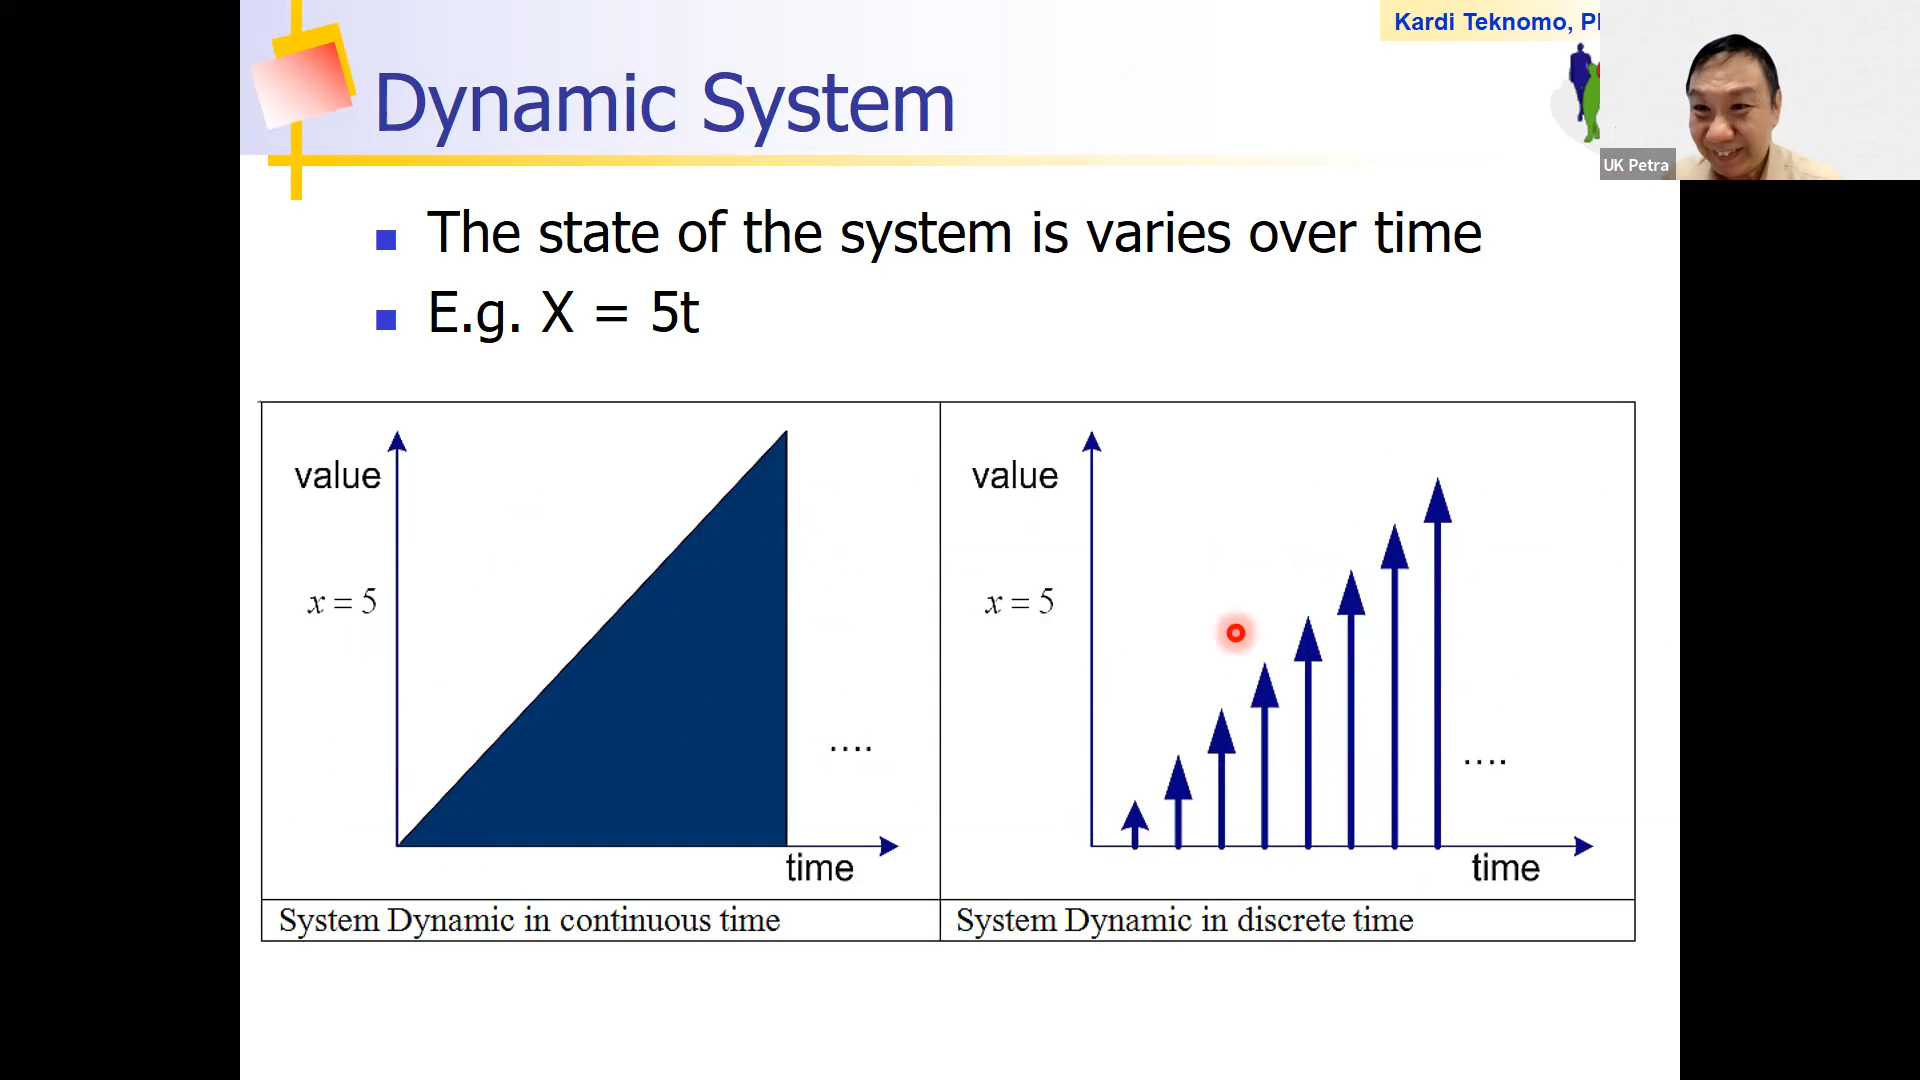 Kardi Teknomo, P
UK Petra
Dynamic System
The state of the system is varies over time
E.g. X = 5t
value
x = 5
....
time
System Dynamic in continuous time
value
x = 5
....
time
System Dynamic in discrete time